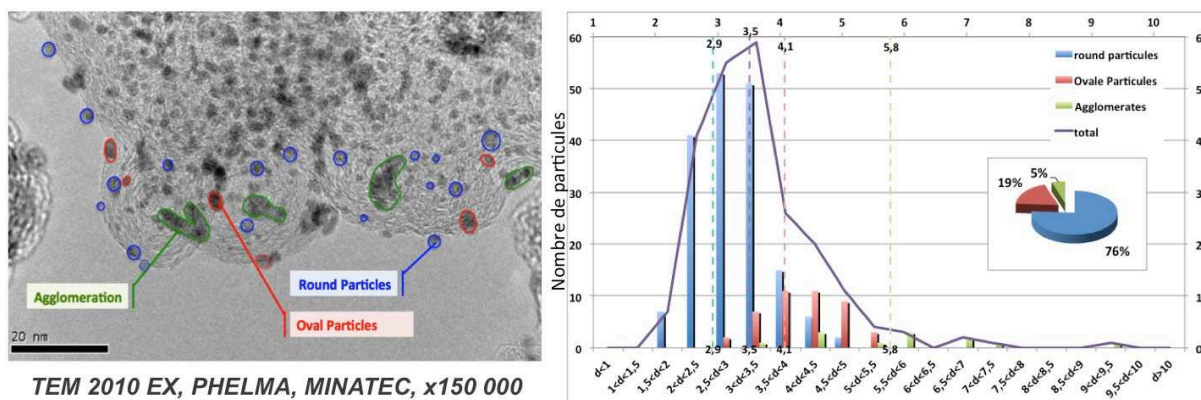 Agglomeration
Round Particles
Oval Particles
20 nm
TEM 2010 EX, PHELMA, MINATEC, x150 000
1 2 3 4 5 6 7 8 9 10
60
50
40
30
20
10
0
Nombre de particules
2,9 3,5 4,1 5,8
round particules
Ovale Particules
Agglomerates
total
19% 5%
76%
2,9 3,5 4,1 5,8
d<1
1<d<1,5
1,5<d<2
2<d<2,5
2,5<d<3
3<d<3,5
3,5<d<4
4<d<4,5
4,5<d<5
5<d<5,5
5,5<d<6
6<d<6,5
6,5<d<7
7<d<7,5
7,5<d<8
8<d<8,5
8,5<d<9
9<d<9,5
9,5<d<10
d>10